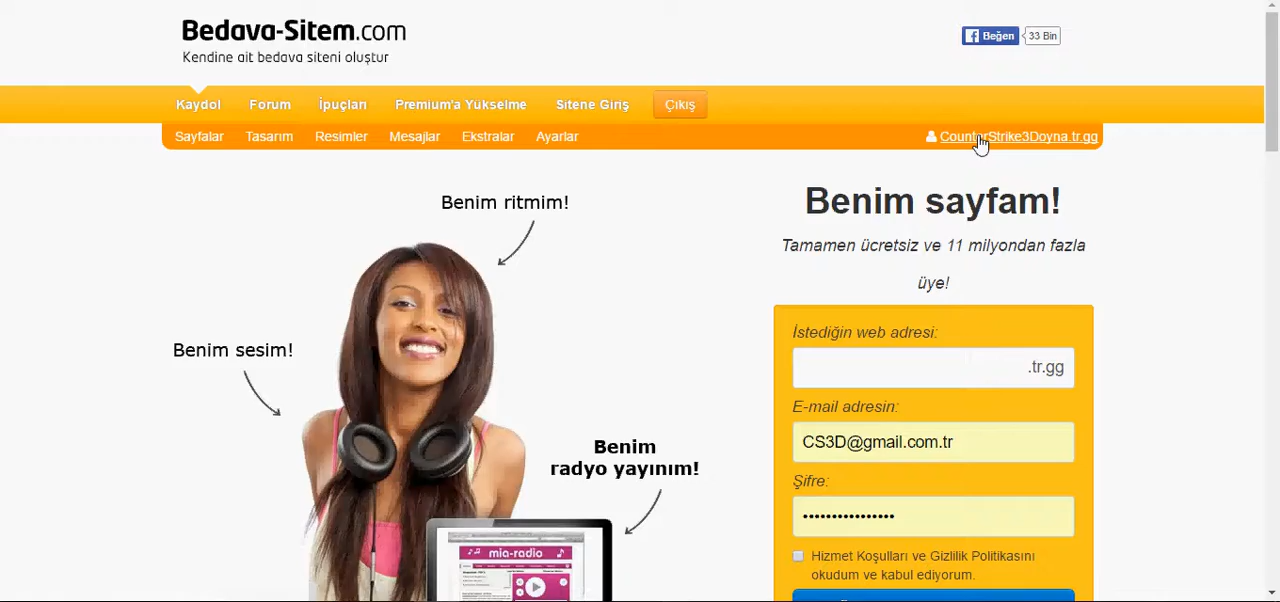 Bedava-Sitem.com
Kendine ait bedava siteni oluştur
Beğen 33 Bin
Kaydol Forum İpuçları Premium'a Yükselme Sitene Giriş Çıkış
Sayfalar Tasarım Resimler Mesajlar Ekstralar Ayarlar CounterStrike3Doyna.tr.gg
Benim sayfam!
Tamamen ücretsiz ve 11 milyondan fazla
üye!
Benim ritmim!
Benim sesim!
Benim
radyo yayınım!
mia-radio
İstediğin web adresi:
.tr.gg
E-mail adresin:
CS3D@gmail.com.tr
Şifre:
••••••••••••••••
Hizmet Koşulları ve Gizlilik Politikasını
okudum ve kabul ediyorum.